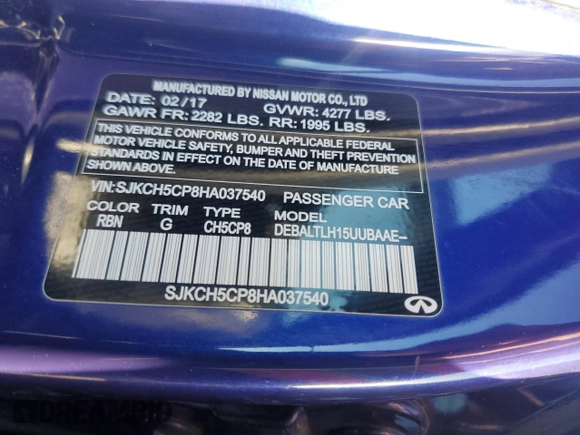 MANUFACTURED BY NISSAN MOTOR CO., LTD
DATE: 02/17 GVWR: 4277 LBS.
GAWR FR: 2282 LBS. RR: 1995 LBS.
THIS VEHICLE CONFORMS TO ALL APPLICABLE FEDERAL
MOTOR VEHICLE SAFETY, BUMPER AND THEFT PREVENTION
STANDARDS IN EFFECT ON THE DATE OF MANUFACTURE
SHOWN ABOVE.
VIN: SJKCH5CP8HA037540 PASSENGER CAR
COLOR TRIM TYPE MODEL
RBN G CH5CP8 DEBALTLH15UUBAAE–
SJKCH5CP8HA037540
DREAMBID